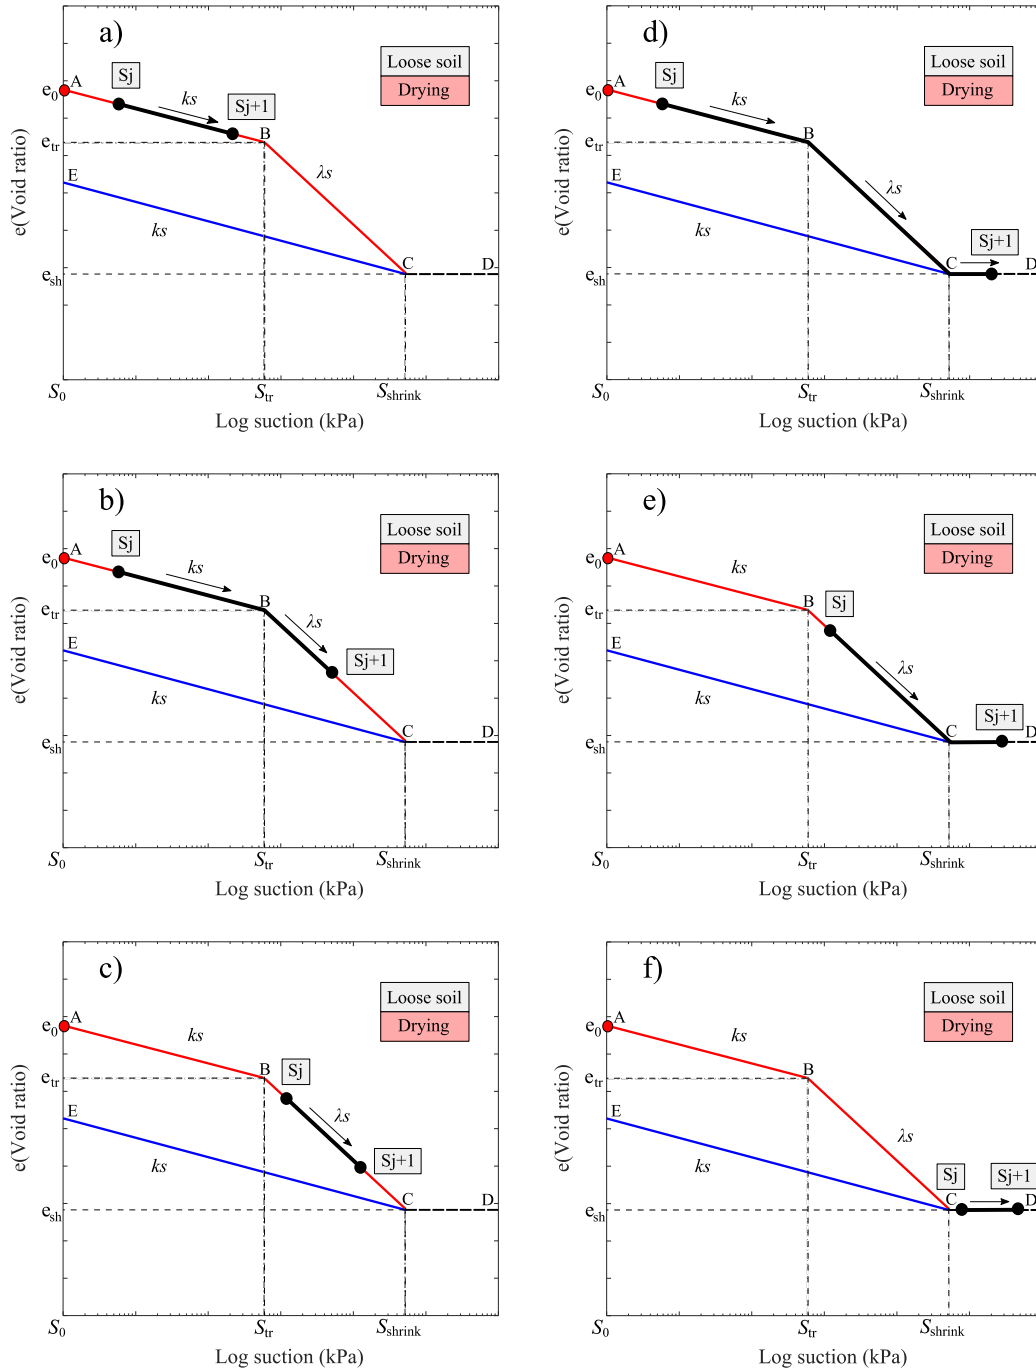 a)
Loose soil
Drying
Sj
A
e0
ks
Sj+1
B
etr
λs
E
ks
C
D
esh
e(Void ratio)
S0
Str
Sshrink
Log suction (kPa)
d)
Loose soil
Drying
Sj
A
e0
ks
B
etr
λs
E
ks
Sj+1
C
D
esh
e(Void ratio)
S0
Str
Sshrink
Log suction (kPa)
b)
Loose soil
Drying
Sj
A
e0
ks
B
etr
λs
E
Sj+1
ks
C
D
esh
e(Void ratio)
S0
Str
Sshrink
Log suction (kPa)
e)
Loose soil
Drying
A
e0
ks
B
Sj
etr
E
λs
ks
Sj+1
C
D
esh
e(Void ratio)
S0
Str
Sshrink
Log suction (kPa)
c)
Loose soil
Drying
A
e0
ks
B
Sj
etr
E
λs
ks
Sj+1
C
D
esh
e(Void ratio)
S0
Str
Sshrink
Log suction (kPa)
f)
Loose soil
Drying
A
e0
ks
B
etr
E
λs
ks
Sj
Sj+1
C
D
esh
e(Void ratio)
S0
Str
Sshrink
Log suction (kPa)